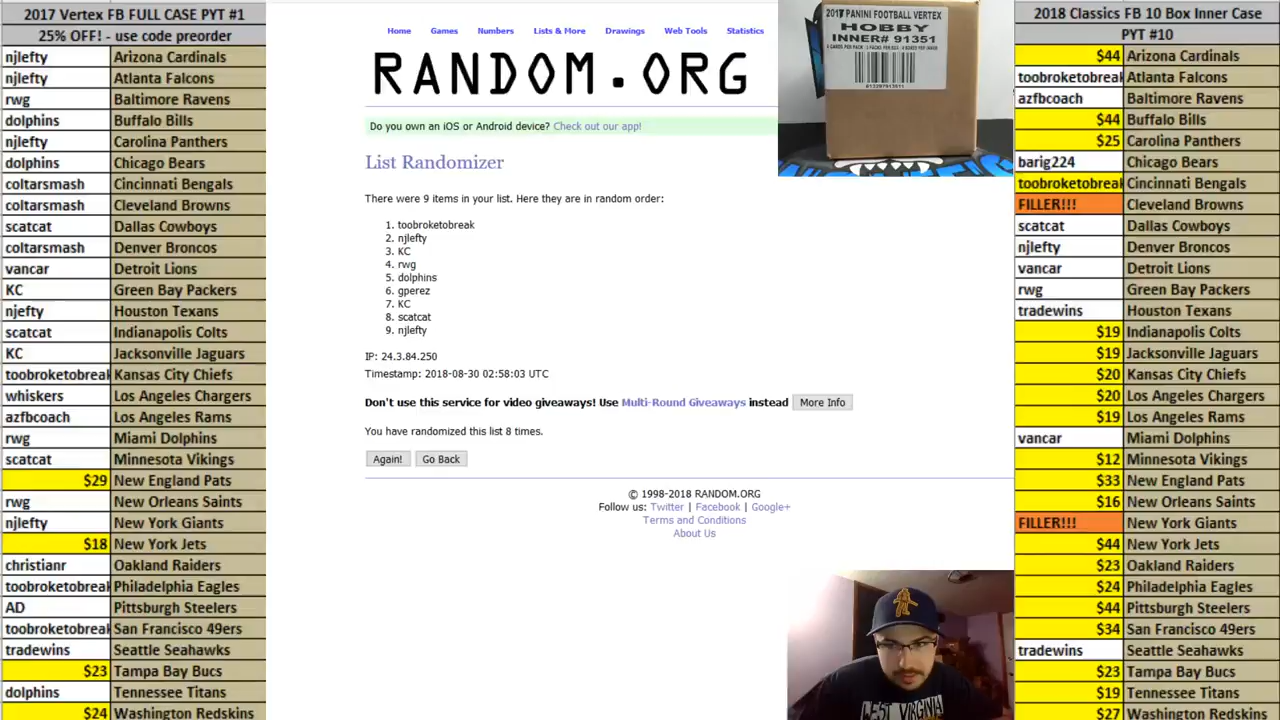 2017 Vertex FB FULL CASE PYT #1
25% OFF! - use code preorder
njlefty Arizona Cardinals
njlefty Atlanta Falcons
rwg Baltimore Ravens
dolphins Buffalo Bills
njlefty Carolina Panthers
dolphins Chicago Bears
coltarsmash Cincinnati Bengals
coltarsmash Cleveland Browns
scatcat Dallas Cowboys
coltarsmash Denver Broncos
vancar Detroit Lions
KC Green Bay Packers
njefty Houston Texans
scatcat Indianapolis Colts
KC Jacksonville Jaguars
toobroketobreak Kansas City Chiefs
whiskers Los Angeles Chargers
azfbcoach Los Angeles Rams
rwg Miami Dolphins
scatcat Minnesota Vikings
$29 New England Pats
rwg New Orleans Saints
njlefty New York Giants
$18 New York Jets
christianr Oakland Raiders
toobroketobreak Philadelphia Eagles
AD Pittsburgh Steelers
toobroketobreak San Francisco 49ers
tradewins Seattle Seahawks
$23 Tampa Bay Bucs
dolphins Tennessee Titans
$24 Washington Redskins
Home Games Numbers Lists & More Drawings Web Tools Statistics
RANDOM.ORG
Do you own an iOS or Android device? Check out our app!
List Randomizer
There were 9 items in your list. Here they are in random order:
1. toobroketobreak
2. njlefty
3. KC
4. rwg
5. dolphins
6. gperez
7. KC
8. scatcat
9. njlefty
IP: 24.3.84.250
Timestamp: 2018-08-30 02:58:03 UTC
Don't use this service for video giveaways! Use Multi-Round Giveaways instead More Info
You have randomized this list 8 times.
Again! Go Back
© 1998-2018 RANDOM.ORG
Follow us: Twitter | Facebook | Google+
Terms and Conditions
About Us
2017 PANINI FOOTBALL VERTEX
HOBBY
INNER# 91351
2018 Classics FB 10 Box Inner Case
PYT #10
$44 Arizona Cardinals
toobroketobreak Atlanta Falcons
azfbcoach Baltimore Ravens
$44 Buffalo Bills
$25 Carolina Panthers
barig224 Chicago Bears
toobroketobreak Cincinnati Bengals
FILLER!!! Cleveland Browns
scatcat Dallas Cowboys
njlefty Denver Broncos
vancar Detroit Lions
rwg Green Bay Packers
tradewins Houston Texans
$19 Indianapolis Colts
$19 Jacksonville Jaguars
$20 Kansas City Chiefs
$20 Los Angeles Chargers
$19 Los Angeles Rams
vancar Miami Dolphins
$12 Minnesota Vikings
$33 New England Pats
$16 New Orleans Saints
FILLER!!! New York Giants
$44 New York Jets
$23 Oakland Raiders
$24 Philadelphia Eagles
$44 Pittsburgh Steelers
$34 San Francisco 49ers
tradewins Seattle Seahawks
$23 Tampa Bay Bucs
$19 Tennessee Titans
$27 Washington Redskins